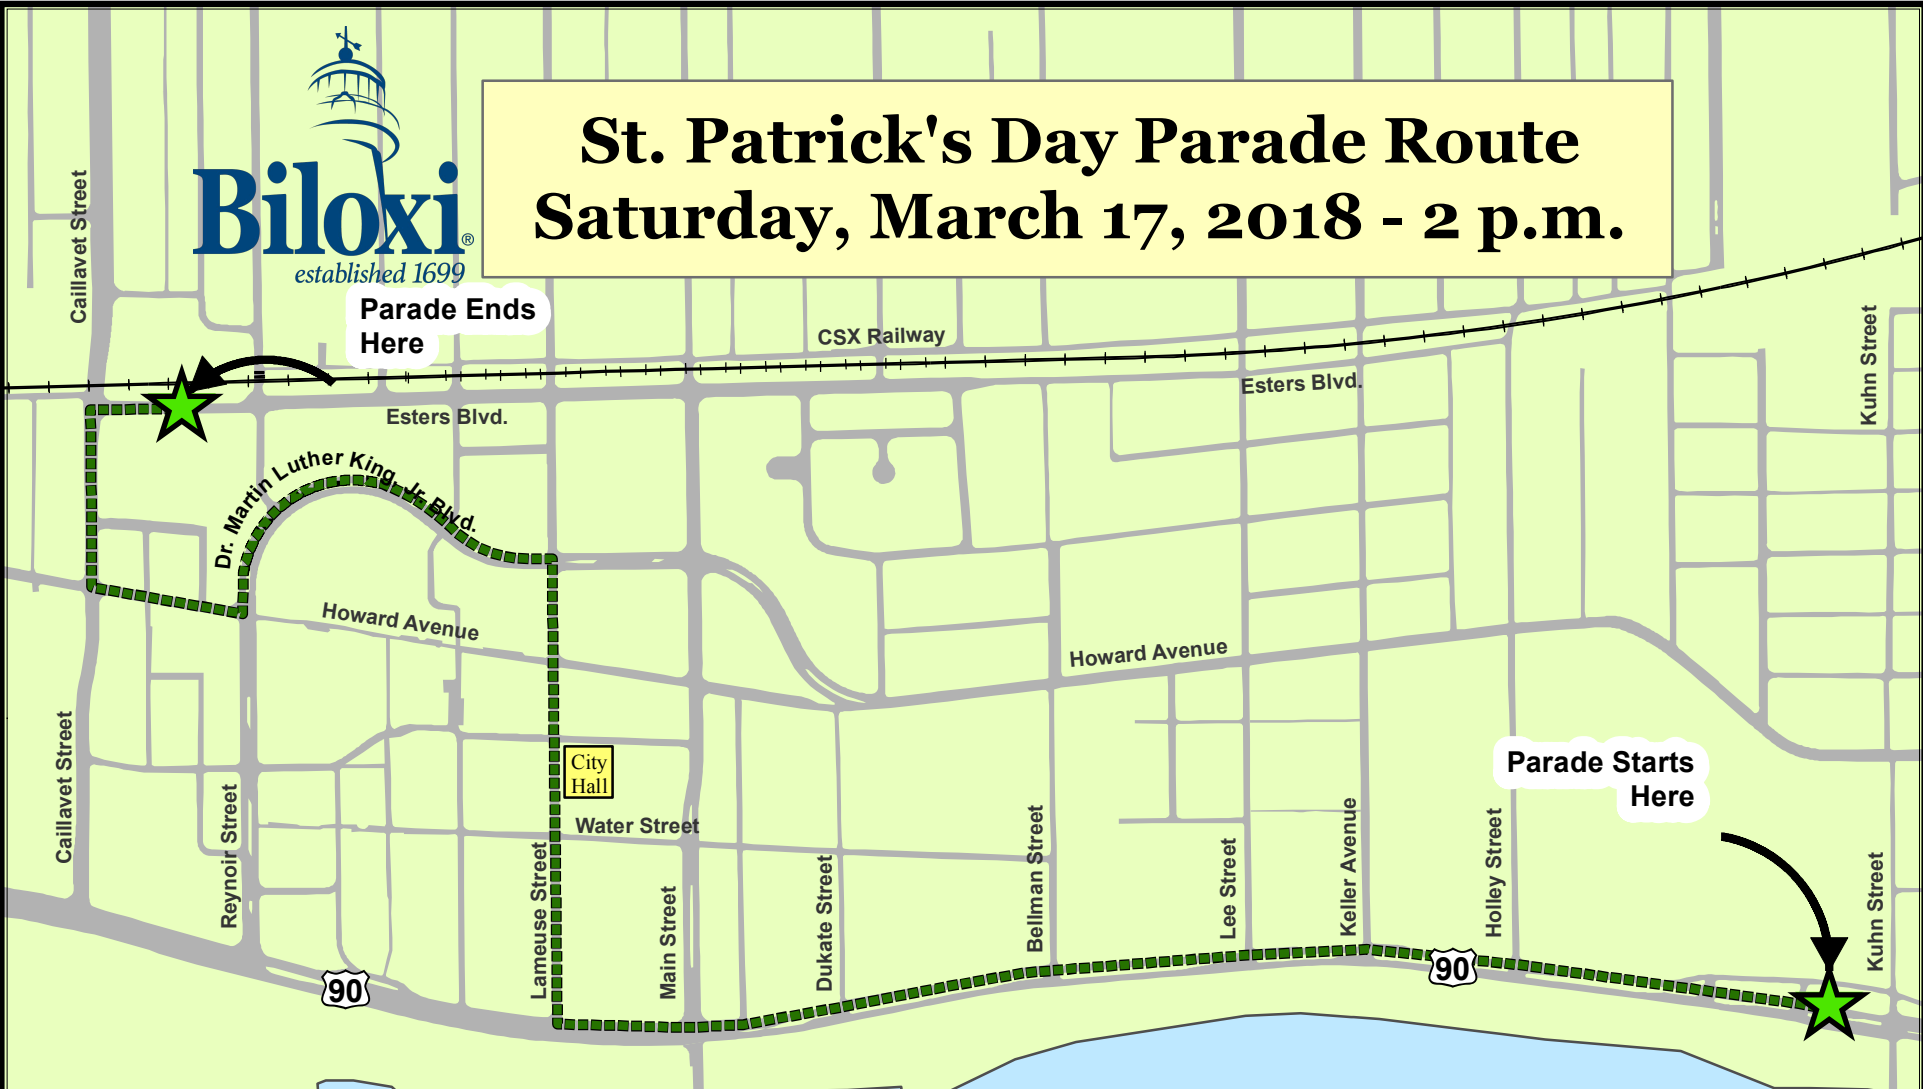 St. Patrick's Day Parade Route
Saturday, March 17, 2018 - 2 p.m.
Biloxi®
established 1699
Parade Ends
Here
Caillavet Street
CSX Railway
Esters Blvd.
Esters Blvd.
Kuhn Street
Dr. Martin Luther King, Jr. Blvd.
Howard Avenue
Howard Avenue
Caillavet Street
City
Hall
Parade Starts
Here
Water Street
Reynoir Street
Lameuse Street
Main Street
Dukate Street
Bellman Street
Lee Street
Keller Avenue
Holley Street
Kuhn Street
90
90